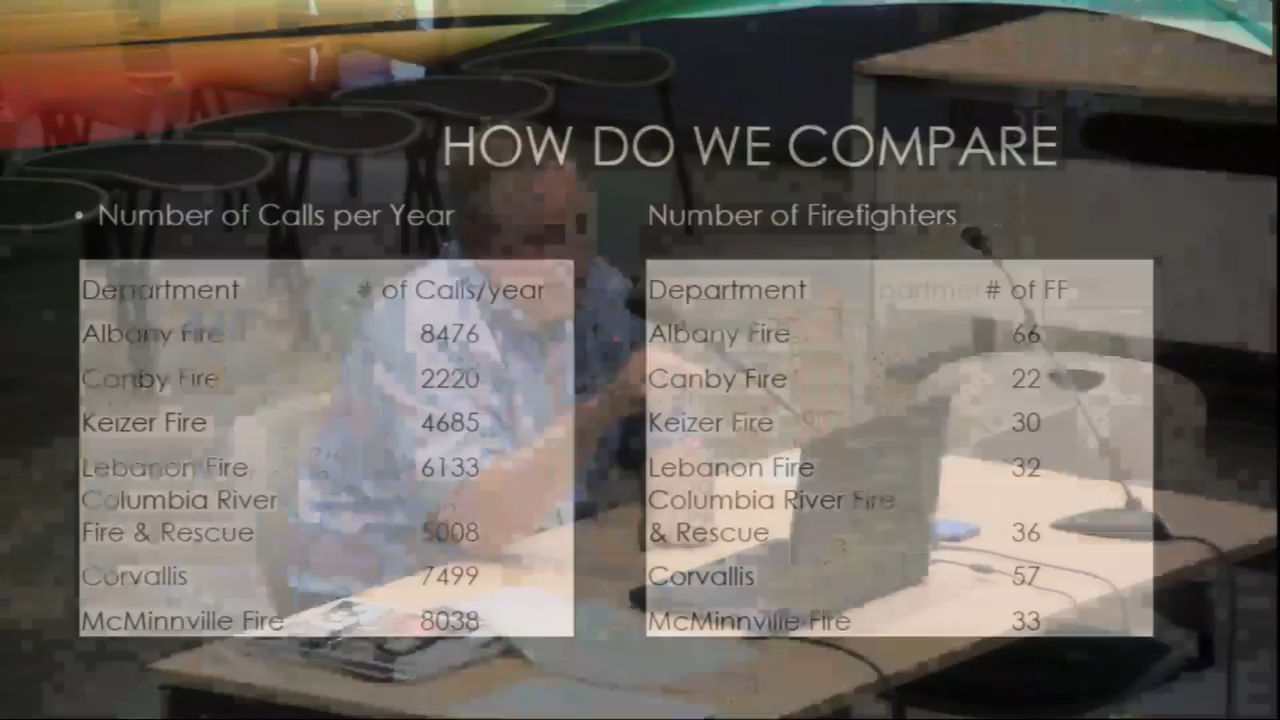 HOW DO WE COMPARE
• Number of Calls per Year
Department # of Calls/year
Albany Fire 8476
Canby Fire 2220
Keizer Fire 4685
Lebanon Fire 6133
Columbia River
Fire & Rescue 5008
Corvallis 7499
McMinnville Fire 8038
Number of Firefighters
Department # of FF
Albany Fire 66
Canby Fire 22
Keizer Fire 30
Lebanon Fire 32
Columbia River Fire
& Rescue 36
Corvallis 57
McMinnville Fire 33